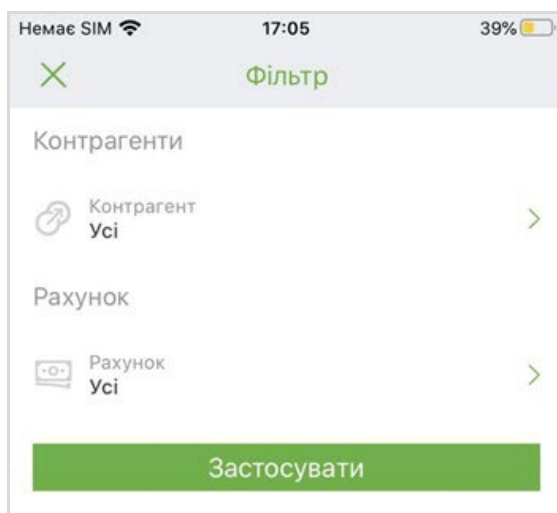 Немає SIM 17:05 39%
Фільтр
Контрагенти
Контрагент
Усі
Рахунок
Рахунок
Усі
Застосувати